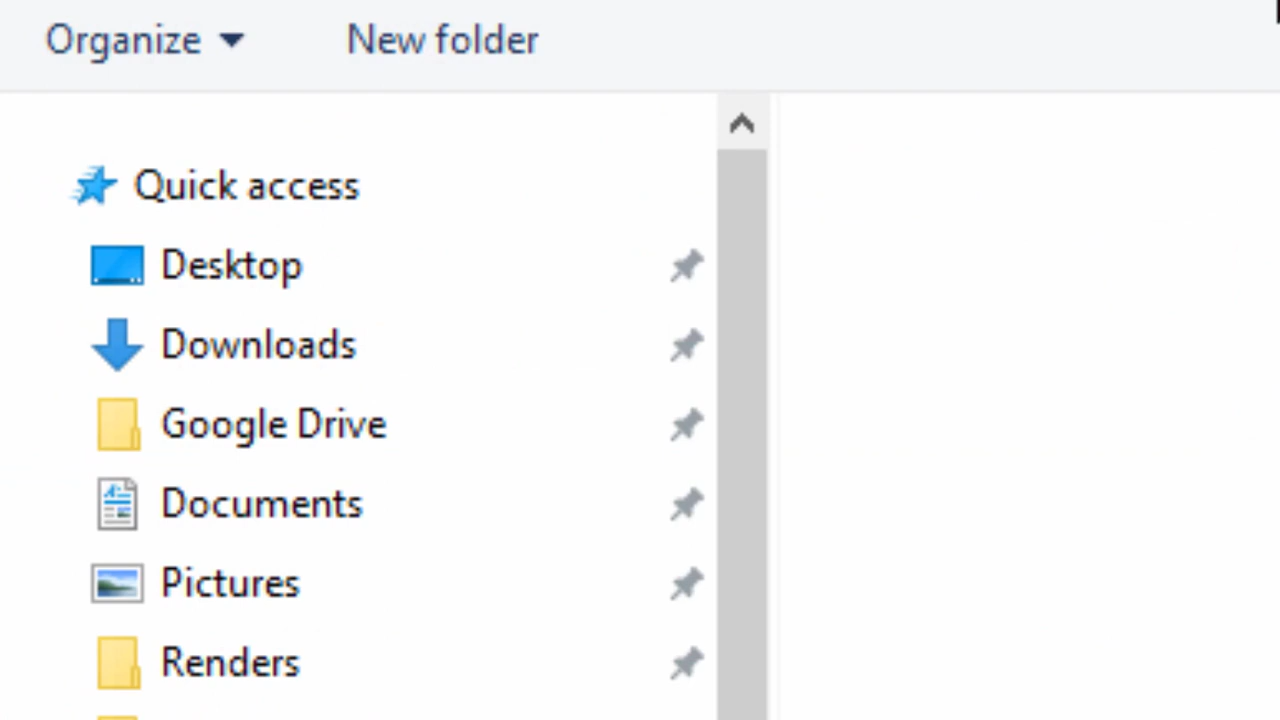 Organize New folder
Quick access
Desktop
Downloads
Google Drive
Documents
Pictures
Renders